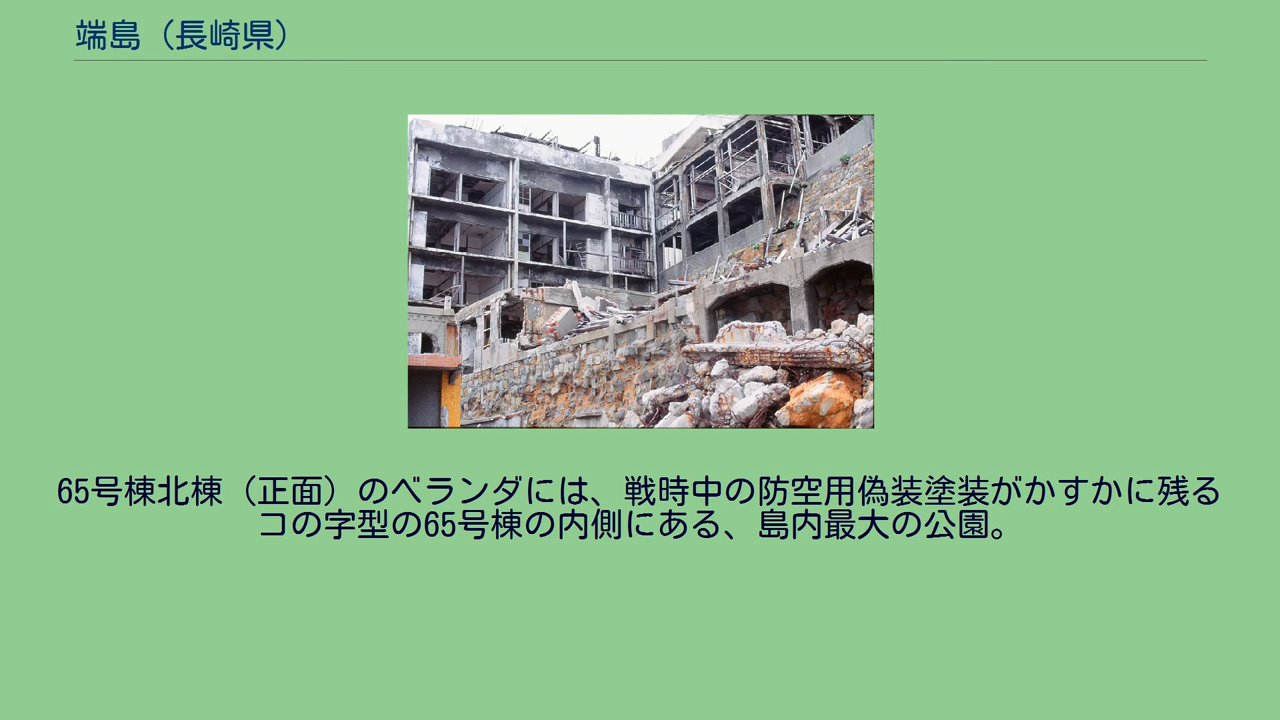 端島（長崎県）
65号棟北棟（正面）のベランダには、戦時中の防空用偽装塗装がかすかに残る
コの字型の65号棟の内側にある、島内最大の公園。